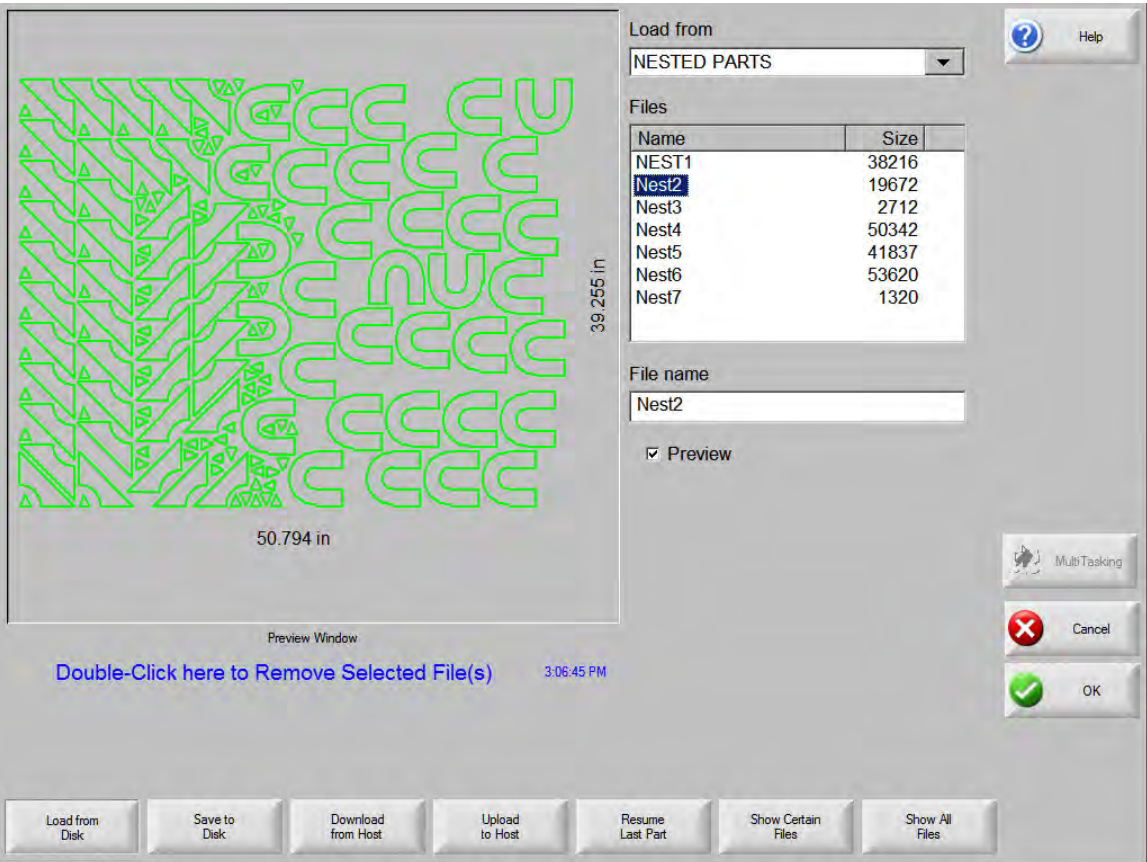 Load from
NESTED PARTS
Help
Files
Name Size
NEST1 38216
Nest2 19672
Nest3 2712
Nest4 50342
Nest5 41837
Nest6 53620
Nest7 1320
39.255 in
File name
Nest2
Preview
50.794 in
MultiTasking
Cancel
OK
Preview Window
Double-Click here to Remove Selected File(s) 3:06:45 PM
Load from
Disk
Save to
Disk
Download
from Host
Upload
to Host
Resume
Last Part
Show Certain
Files
Show All
Files